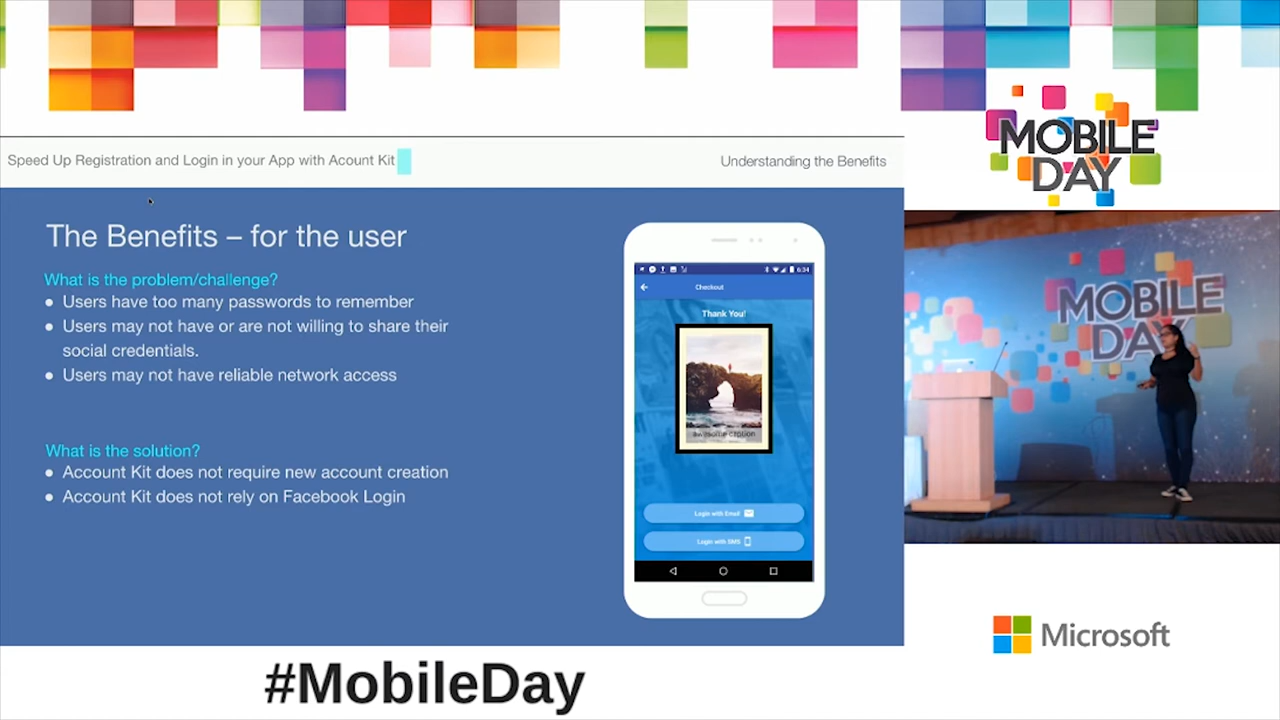 Speed Up Registration and Login in your App with Acount Kit
Understanding the Benefits
MOBILE
DAY
The Benefits – for the user
What is the problem/challenge?
Users have too many passwords to remember
Users may not have or are not willing to share their
social credentials.
Users may not have reliable network access
What is the solution?
Account Kit does not require new account creation
Account Kit does not rely on Facebook Login
6:34
Checkout
Thank You!
Login with Email
Login with SMS
MOBILE
DAY
Microsoft
#MobileDay